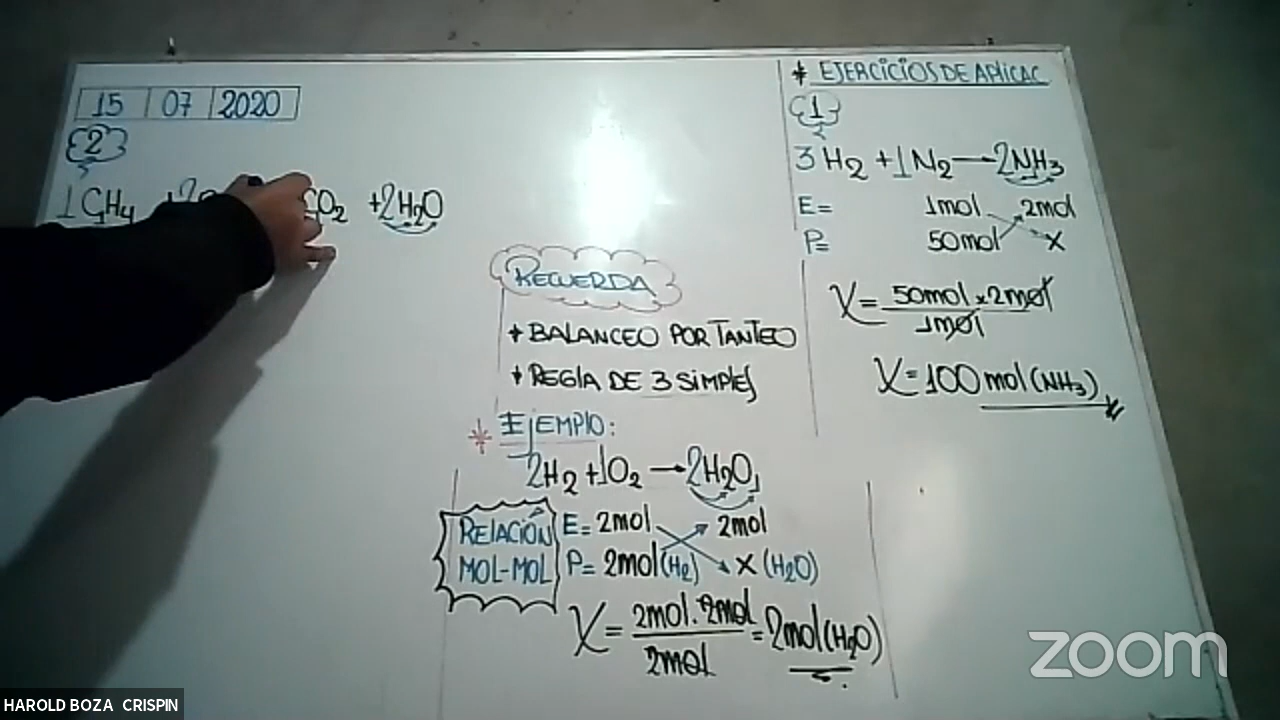 15 07 2020
2
1CH4 +2 CO2 +2H2O
RECUERDA
+ BALANCEO POR TANTEO
+ REGLA DE 3 SIMPLES
* EJEMPLO:
2H2 +1O2 → 2H2O1
RELACIÓN
MOL-MOL
E= 2mol 2mol
P= 2mol(H2) X (H2O)
X= 2mol. 2mol / 2mol = 2mol(H2O)
* EJERCICIOS DE APLICAC
1
3H2 +1N2 — 2NH3
E= 1mol 2mol
P= 50mol X
X= 50mol x 2mol / 1mol
X= 100 mol (NH3)
zoom
HAROLD BOZA CRISPIN